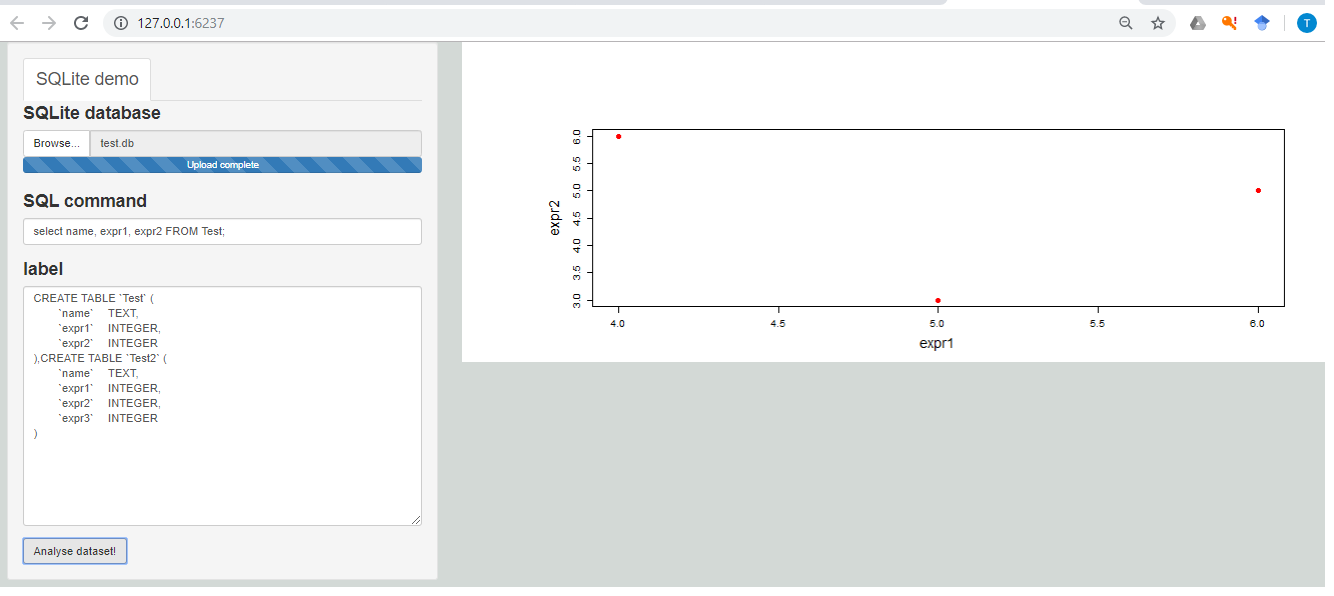 127.0.0.1:6237
T
SQLite demo
SQLite database
Browse... test.db
Upload complete
SQL command
select name, expr1, expr2 FROM Test;
label
CREATE TABLE `Test` (
`name` TEXT,
`expr1` INTEGER,
`expr2` INTEGER
),CREATE TABLE `Test2` (
`name` TEXT,
`expr1` INTEGER,
`expr2` INTEGER,
`expr3` INTEGER
)
Analyse dataset!
expr2
6.0
5.5
5.0
4.5
4.0
3.5
3.0
4.0 4.5 5.0 5.5 6.0
expr1